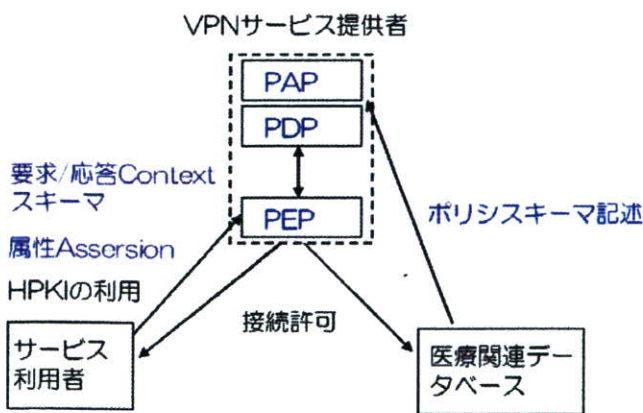 VPNサービス提供者
PAP
PDP
PEP
要求/応答Context
スキーマ
属性Assersion
HPKIの利用
ポリシスキーマ記述
接続許可
サービス
利用者
医療関連デー
タベース